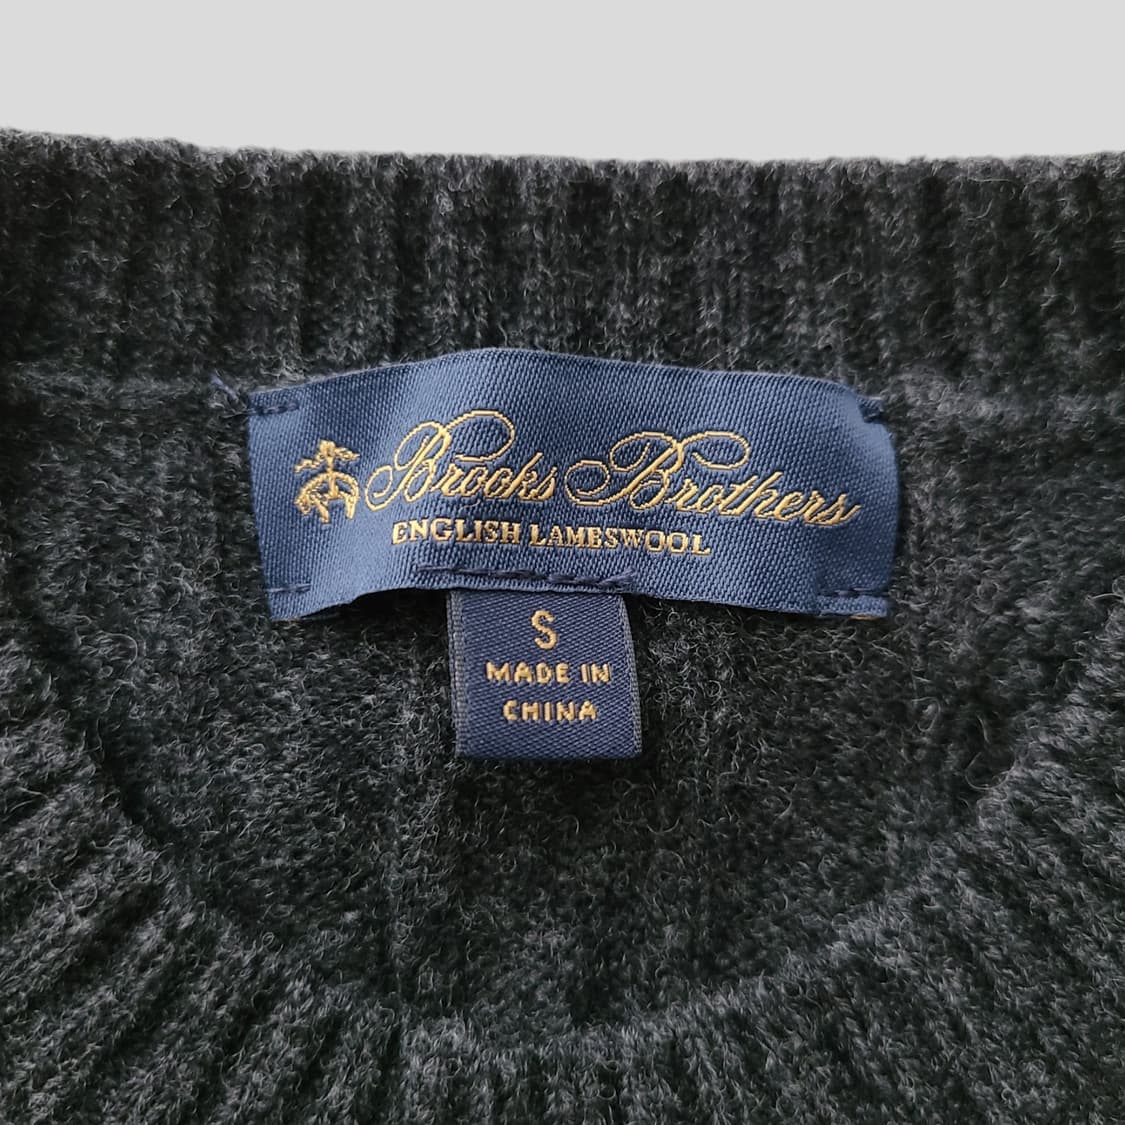 Brooks Brothers
ENGLISH LAMBSWOOL
S
MADE IN
CHINA